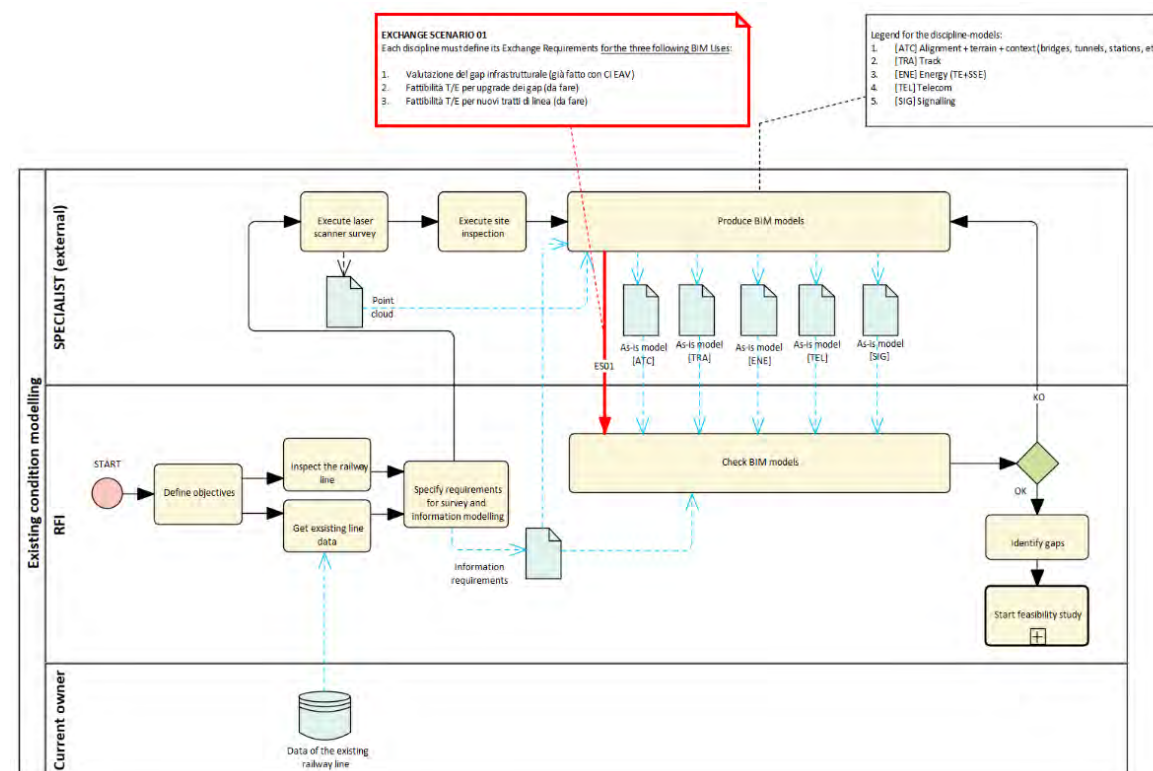 EXCHANGE SCENARIO 01
Each discipline must define its Exchange Requirements for the three following BIM Uses:
1. Valutazione del gap infrastrutturale (già fatto con CI EAV)
2. Fattibilità T/E per upgrade dei gap (da fare)
3. Fattibilità T/E per nuovi tratti di linea (da fare)
Legend for the discipline-models:
1. [ATC] Alignment + terrain + context (bridges, tunnels, stations, et
2. [TRA] Track
3. [ENE] Energy (TE+SSE)
4. [TEL] Telecom
5. [SIG] Signalling
Existing condition modelling
SPECIALIST (external)
Execute laser
scanner survey
Execute site
inspection
Produce BIM models
Point
cloud
As-is model
[ATC]
As-is model
[TRA]
As-is model
[ENE]
As-is model
[TEL]
As-is model
[SIG]
ES01
KO
RFI
START
Define objectives
Inspect the railway
line
Get exsisting line
data
Specify requirements
for survey and
information modelling
Information
requirements
Check BIM models
OK
Identify gaps
Start feasibility study
Current owner
Data of the existing
railway line